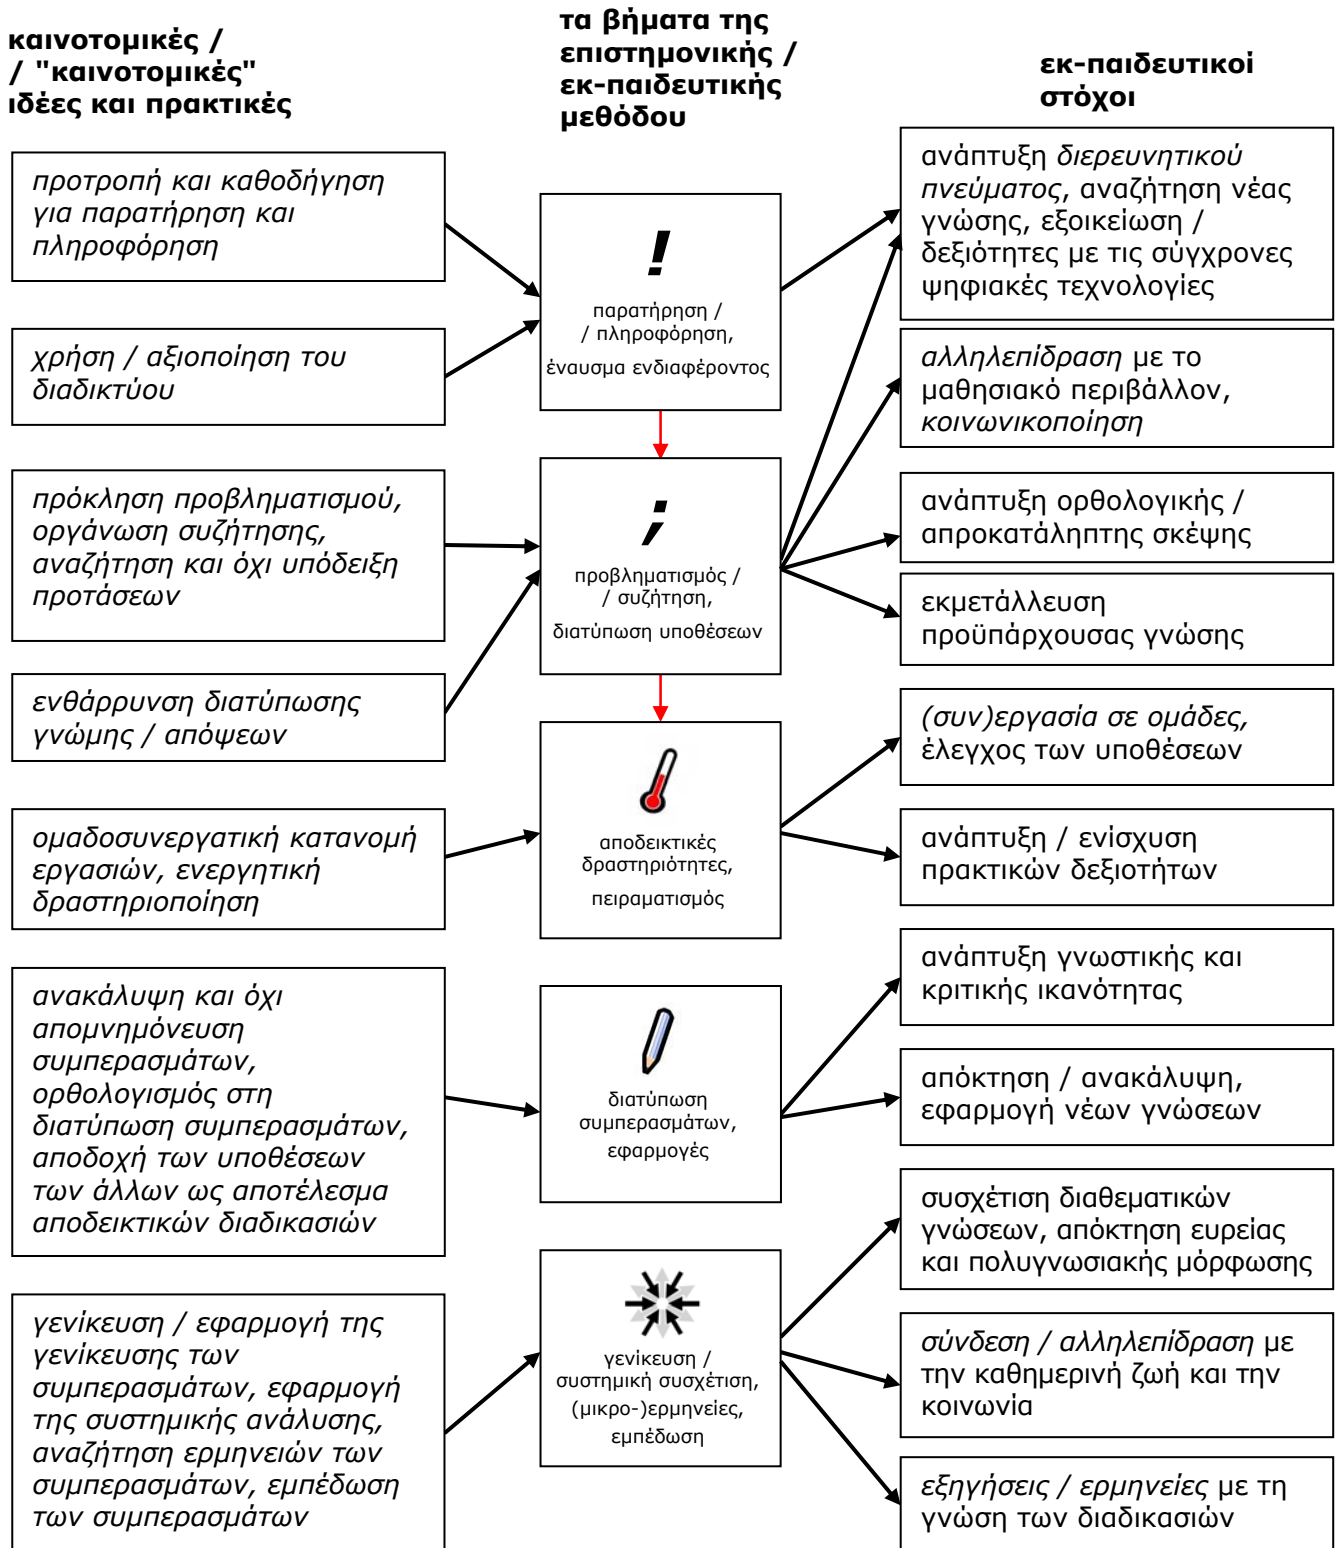 καινοτομικές /
/ "καινοτομικές"
ιδέες και πρακτικές
προτροπή και καθοδήγηση
για παρατήρηση και
πληροφόρηση
χρήση / αξιοποίηση του
διαδικτύου
πρόκληση προβληματισμού,
οργάνωση συζήτησης,
αναζήτηση και όχι υπόδειξη
προτάσεων
ενθάρρυνση διατύπωσης
γνώμης / απόψεων
ομαδοσυνεργατική κατανομή
εργασιών, ενεργητική
δραστηριοποίηση
ανακάλυψη και όχι
απομνημόνευση
συμπερασμάτων,
ορθολογισμός στη
διατύπωση συμπερασμάτων,
αποδοχή των υποθέσεων
των άλλων ως αποτέλεσμα
αποδεικτικών διαδικασιών
γενίκευση / εφαρμογή της
γενίκευσης των
συμπερασμάτων, εφαρμογή
της συστημικής ανάλυσης,
αναζήτηση ερμηνειών των
συμπερασμάτων, εμπέδωση
των συμπερασμάτων
τα βήματα της
επιστημονικής /
εκ-παιδευτικής
μεθόδου
!
παρατήρηση /
/ πληροφόρηση,
έναυσμα ενδιαφέροντος
;
προβληματισμός /
/ συζήτηση,
διατύπωση υποθέσεων
αποδεικτικές
δραστηριότητες,
πειραματισμός
διατύπωση
συμπερασμάτων,
εφαρμογές
γενίκευση /
συστημική συσχέτιση,
(μικρο-)ερμηνείες,
εμπέδωση
εκ-παιδευτικοί
στόχοι
ανάπτυξη διερευνητικού
πνεύματος, αναζήτηση νέας
γνώσης, εξοικείωση /
δεξιότητες με τις σύγχρονες
ψηφιακές τεχνολογίες
αλληλεπίδραση με το
μαθησιακό περιβάλλον,
κοινωνικοποίηση
ανάπτυξη ορθολογικής /
απροκατάληπτης σκέψης
εκμετάλλευση
προϋπάρχουσας γνώσης
(συν)εργασία σε ομάδες,
έλεγχος των υποθέσεων
ανάπτυξη / ενίσχυση
πρακτικών δεξιοτήτων
ανάπτυξη γνωστικής και
κριτικής ικανότητας
απόκτηση / ανακάλυψη,
εφαρμογή νέων γνώσεων
συσχέτιση διαθεματικών
γνώσεων, απόκτηση ευρείας
και πολυγνωσιακής μόρφωσης
σύνδεση / αλληλεπίδραση με
την καθημερινή ζωή και την
κοινωνία
εξηγήσεις / ερμηνείες με τη
γνώση των διαδικασιών